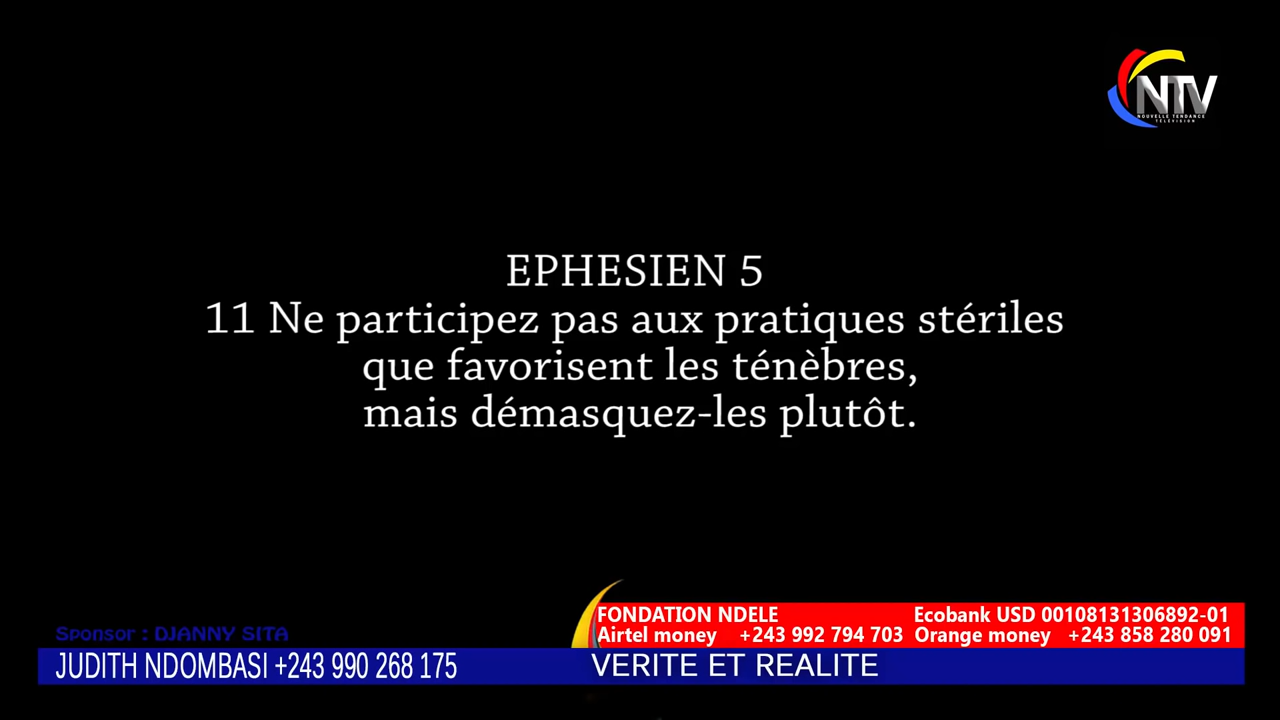 NTV
NOUVELLE TENDANCE
TÉLÉVISION
EPHESIEN 5
11 Ne participez pas aux pratiques stériles
que favorisent les ténèbres,
mais démasquez-les plutôt.
FONDATION NDELE Ecobank USD 00108131306892-01
Airtel money +243 992 794 703 Orange money +243 858 280 091
Sponsor : DJANNY SITA
JUDITH NDOMBASI +243 990 268 175 VERITE ET REALITE